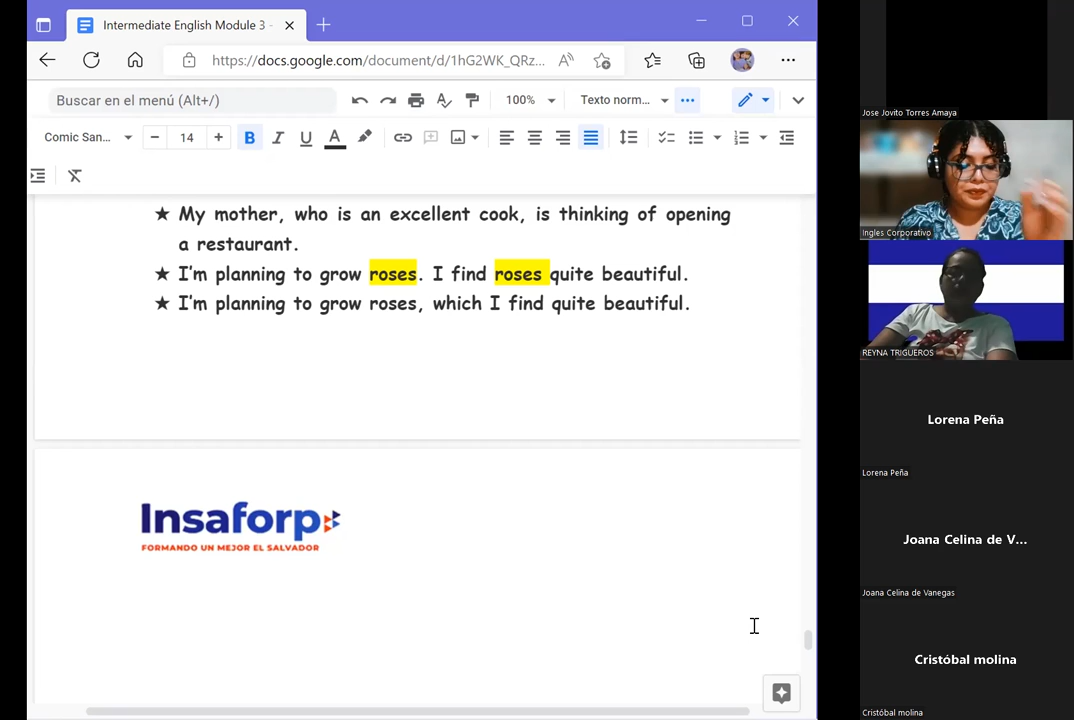 Intermediate English Module 3 -
https://docs.google.com/document/d/1hG2WK_QRz...
Buscar en el menú (Alt+/)
100%
Texto norm...
Comic San...
14
★ My mother, who is an excellent cook, is thinking of opening
a restaurant.
★ I'm planning to grow roses. I find roses quite beautiful.
★ I'm planning to grow roses, which I find quite beautiful.
Insaforp
FORMANDO UN MEJOR EL SALVADOR
Jose Jovito Torres Amaya
Ingles Corporativo
REYNA TRIGUEROS
Lorena Peña
Lorena Peña
Joana Celina de V...
Joana Celina de Vanegas
Cristóbal molina
Cristóbal molina